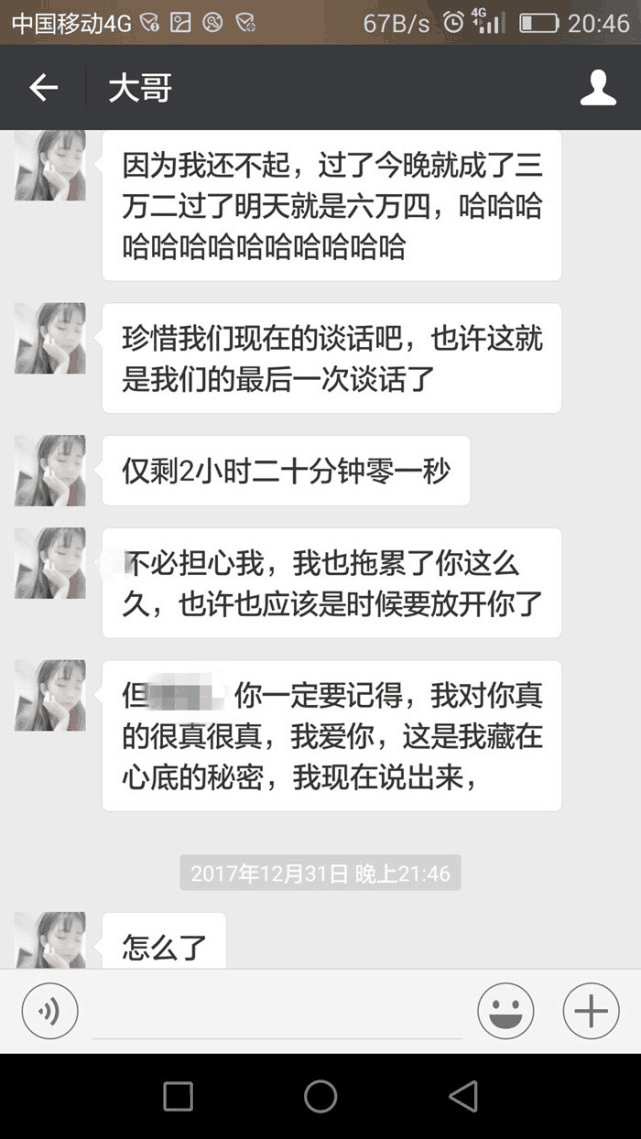 中国移动4G 67B/s 4G 20:46
大哥
因为我还不起，过了今晚就成了三
万二过了明天就是六万四，哈哈哈
哈哈哈哈哈哈哈哈哈哈
珍惜我们现在的谈话吧，也许这就
是我们的最后一次谈话了
仅剩2小时二十分钟零一秒
不必担心我，我也拖累了你这么
久，也许也应该是时候要放开你了
但 你一定要记得，我对你真
的很真很真，我爱你，这是我藏在
心底的秘密，我现在说出来，
2017年12月31日 晚上21:46
怎么了